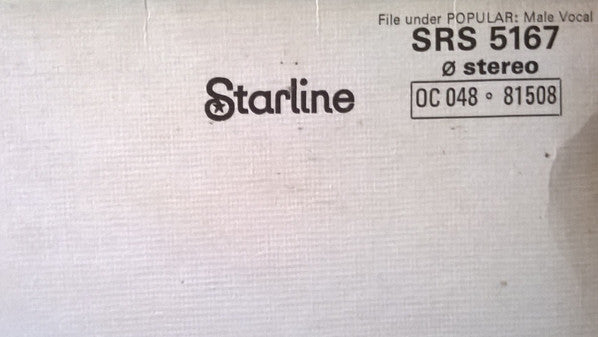 File under POPULAR: Male Vocal
SRS 5167
ø stereo
Starline
OC 048 ∘ 81508